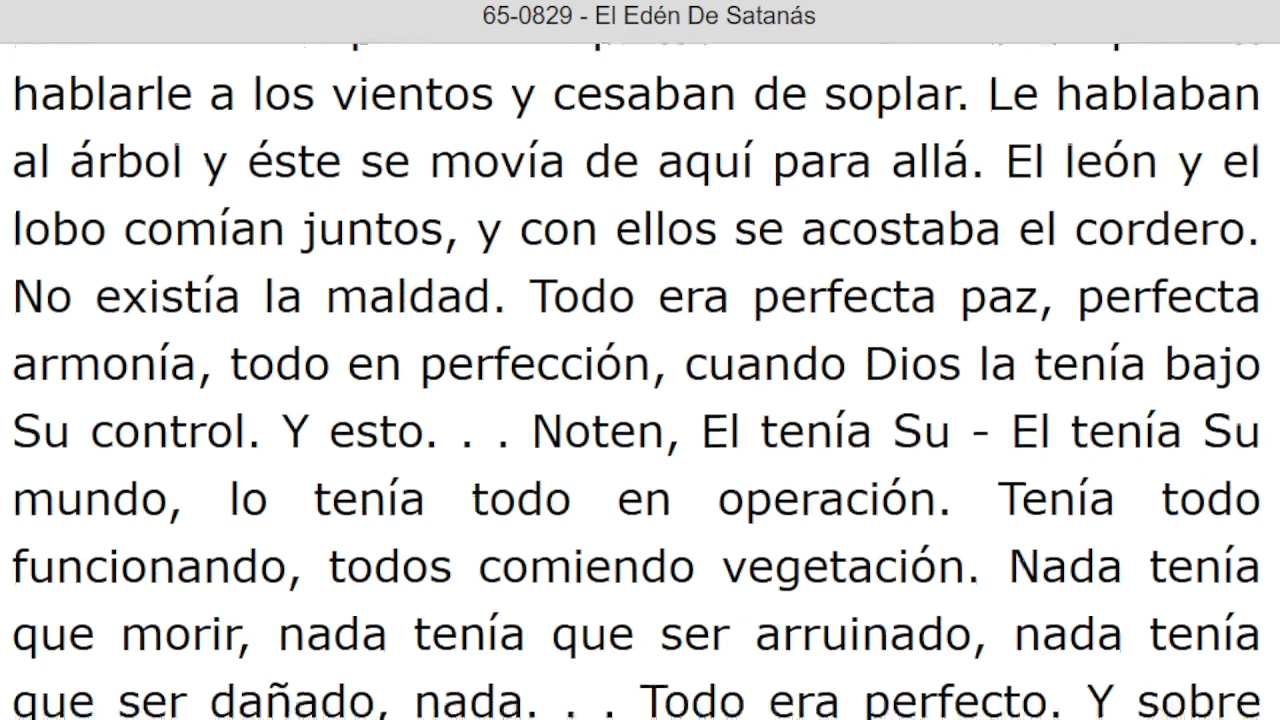 65-0829 - El Edén De Satanás
hablarle a los vientos y cesaban de soplar. Le hablaban
al árbol y éste se movía de aquí para allá. El león y el
lobo comían juntos, y con ellos se acostaba el cordero.
No existía la maldad. Todo era perfecta paz, perfecta
armonía, todo en perfección, cuando Dios la tenía bajo
Su control. Y esto. . . Noten, El tenía Su - El tenía Su
mundo, lo tenía todo en operación. Tenía todo
funcionando, todos comiendo vegetación. Nada tenía
que morir, nada tenía que ser arruinado, nada tenía
que ser dañado, nada. . . Todo era perfecto. Y sobre